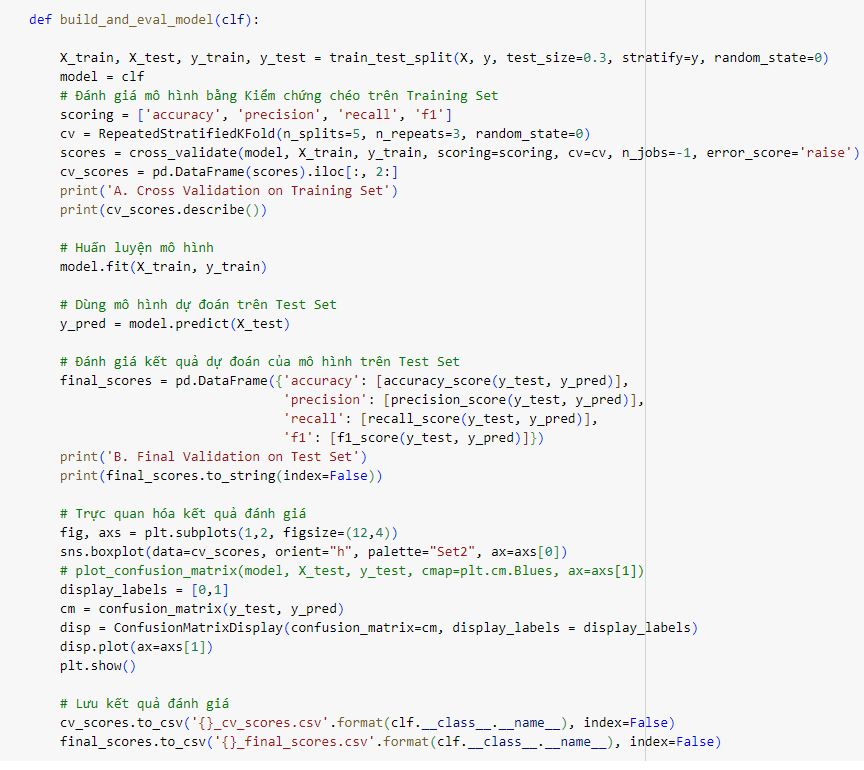 def build_and_eval_model(clf):
X_train, X_test, y_train, y_test = train_test_split(X, y, test_size=0.3, stratify=y, random_state=0)
model = clf
# Đánh giá mô hình bằng Kiểm chứng chéo trên Training Set
scoring = ['accuracy', 'precision', 'recall', 'f1']
cv = RepeatedStratifiedKFold(n_splits=5, n_repeats=3, random_state=0)
scores = cross_validate(model, X_train, y_train, scoring=scoring, cv=cv, n_jobs=-1, error_score='raise')
cv_scores = pd.DataFrame(scores).iloc[:, 2:]
print('A. Cross Validation on Training Set')
print(cv_scores.describe())
# Huấn luyện mô hình
model.fit(X_train, y_train)
# Dùng mô hình dự đoán trên Test Set
y_pred = model.predict(X_test)
# Đánh giá kết quả dự đoán của mô hình trên Test Set
final_scores = pd.DataFrame({'accuracy': [accuracy_score(y_test, y_pred)],
'precision': [precision_score(y_test, y_pred)],
'recall': [recall_score(y_test, y_pred)],
'f1': [f1_score(y_test, y_pred)]})
print('B. Final Validation on Test Set')
print(final_scores.to_string(index=False))
# Trực quan hóa kết quả đánh giá
fig, axs = plt.subplots(1,2, figsize=(12,4))
sns.boxplot(data=cv_scores, orient="h", palette="Set2", ax=axs[0])
# plot_confusion_matrix(model, X_test, y_test, cmap=plt.cm.Blues, ax=axs[1])
display_labels = [0,1]
cm = confusion_matrix(y_test, y_pred)
disp = ConfusionMatrixDisplay(confusion_matrix=cm, display_labels = display_labels)
disp.plot(ax=axs[1])
plt.show()
# Lưu kết quả đánh giá
cv_scores.to_csv('{}_cv_scores.csv'.format(clf.__class__.__name__), index=False)
final_scores.to_csv('{}_final_scores.csv'.format(clf.__class__.__name__), index=False)